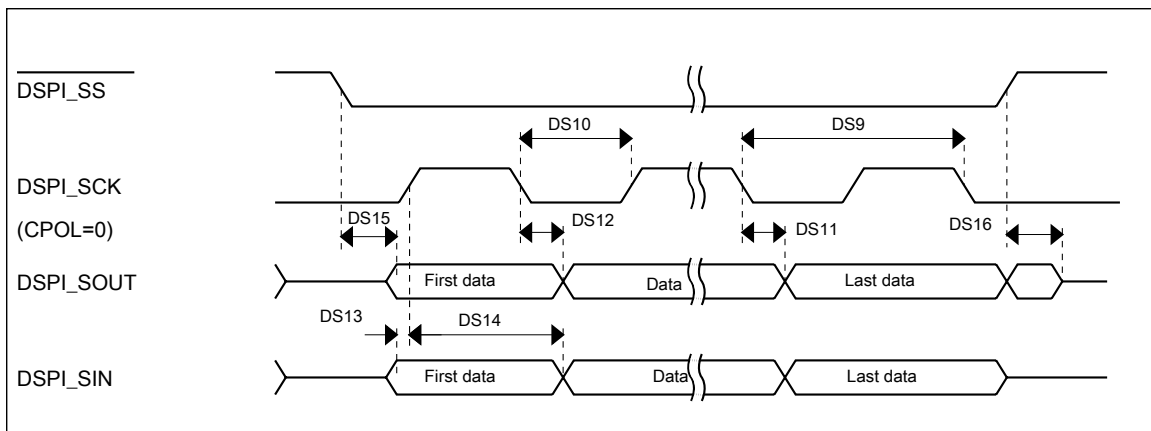 DSPI_SS
DS10
DS9
DSPI_SCK
(CPOL=0)
DS15
DS12
DS11
DS16
DSPI_SOUT
First data
Data
Last data
DS13
DS14
DSPI_SIN
First data
Data
Last data